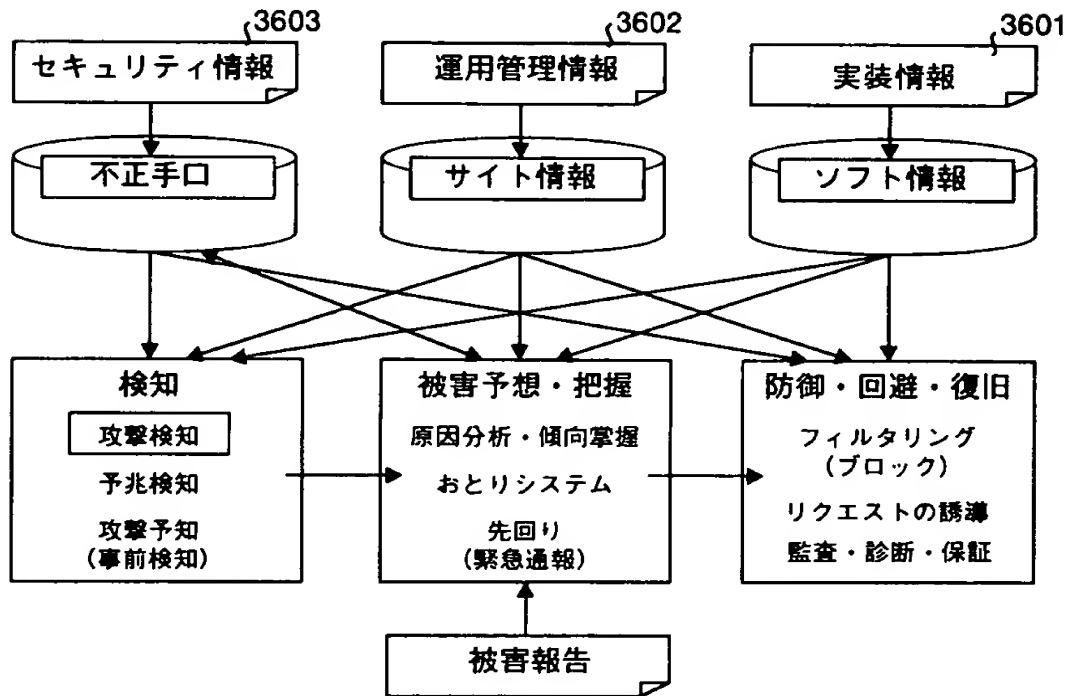 3603
3602
3601
セキュリティ情報
運用管理情報
実装情報
不正手口
サイト情報
ソフト情報
検知
攻撃検知
予兆検知
攻撃予知
(事前検知)
被害予想・把握
原因分析・傾向掌握
おとりシステム
先回り
(緊急通報)
防御・回避・復旧
フィルタリング
(ブロック)
リクエストの誘導
監査・診断・保証
被害報告